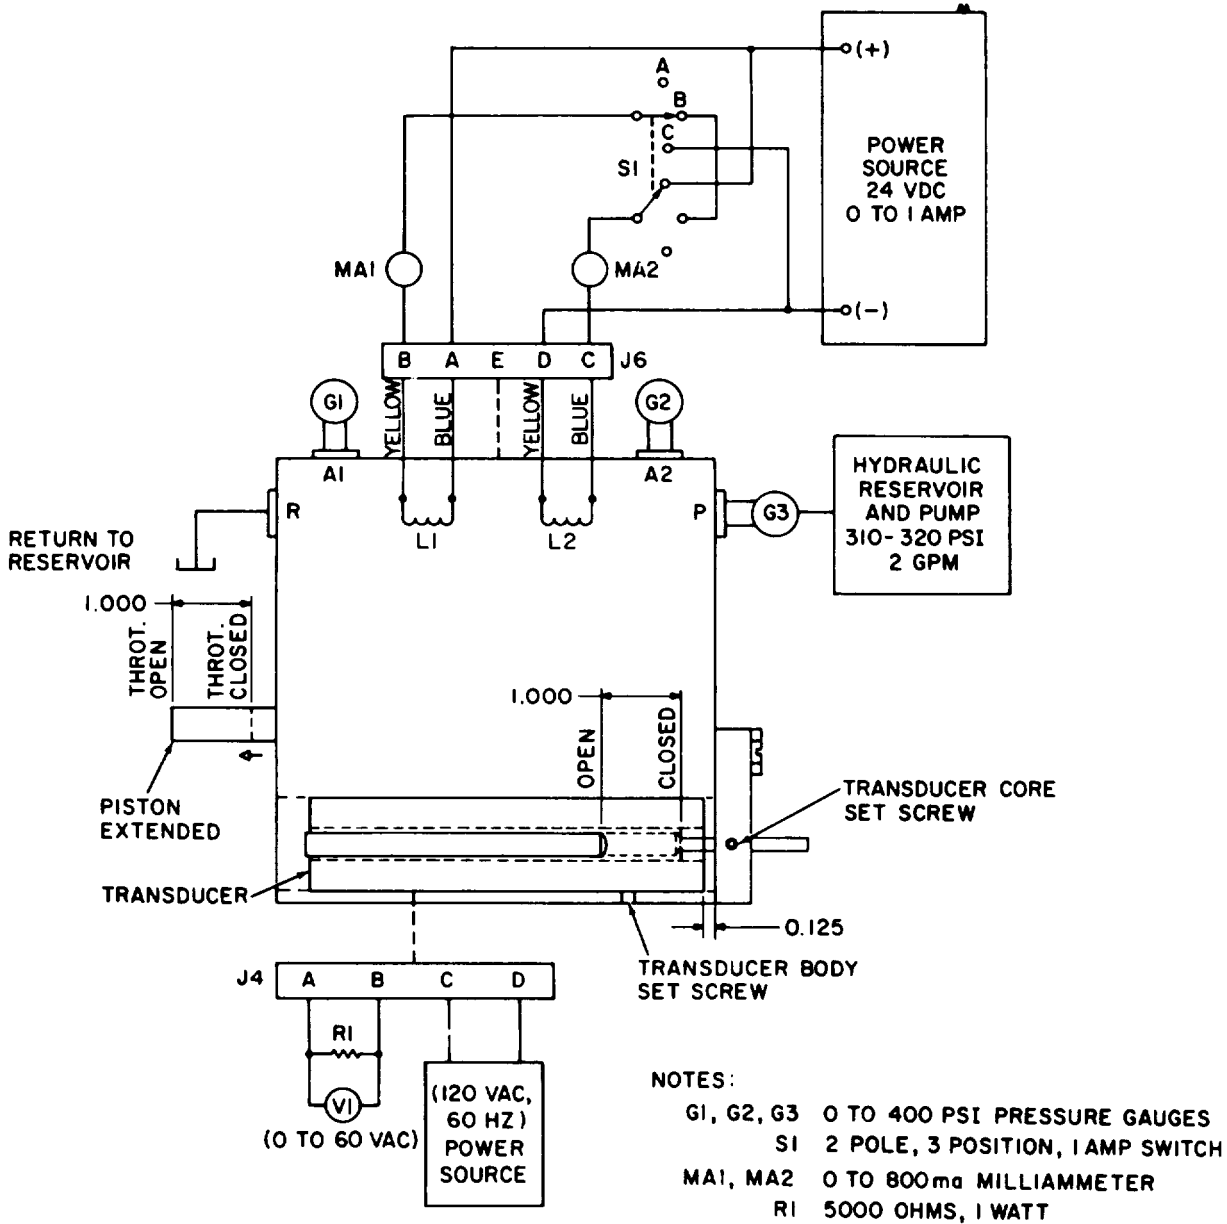 (+)
A
B
C
S1
POWER
SOURCE
24 VDC
0 TO 1 AMP
MA1
MA2
(-)
B A E D C J6
G1
YELLOW
BLUE
YELLOW
BLUE
G2
A1
A2
HYDRAULIC
RESERVOIR
AND PUMP
310-320 PSI
2 GPM
R
P
G3
L1
L2
RETURN TO
RESERVOIR
1.000
THROT.
OPEN
THROT.
CLOSED
1.000
OPEN
CLOSED
PISTON
EXTENDED
TRANSDUCER CORE
SET SCREW
TRANSDUCER
0.125
TRANSDUCER BODY
SET SCREW
J4 A B C D
R1
V1
(0 TO 60 VAC)
(120 VAC,
60 HZ)
POWER
SOURCE
NOTES:
G1, G2, G3 0 TO 400 PSI PRESSURE GAUGES
S1 2 POLE, 3 POSITION, 1 AMP SWITCH
MA1, MA2 0 TO 800ma MILLIAMMETER
R1 5000 OHMS, 1 WATT